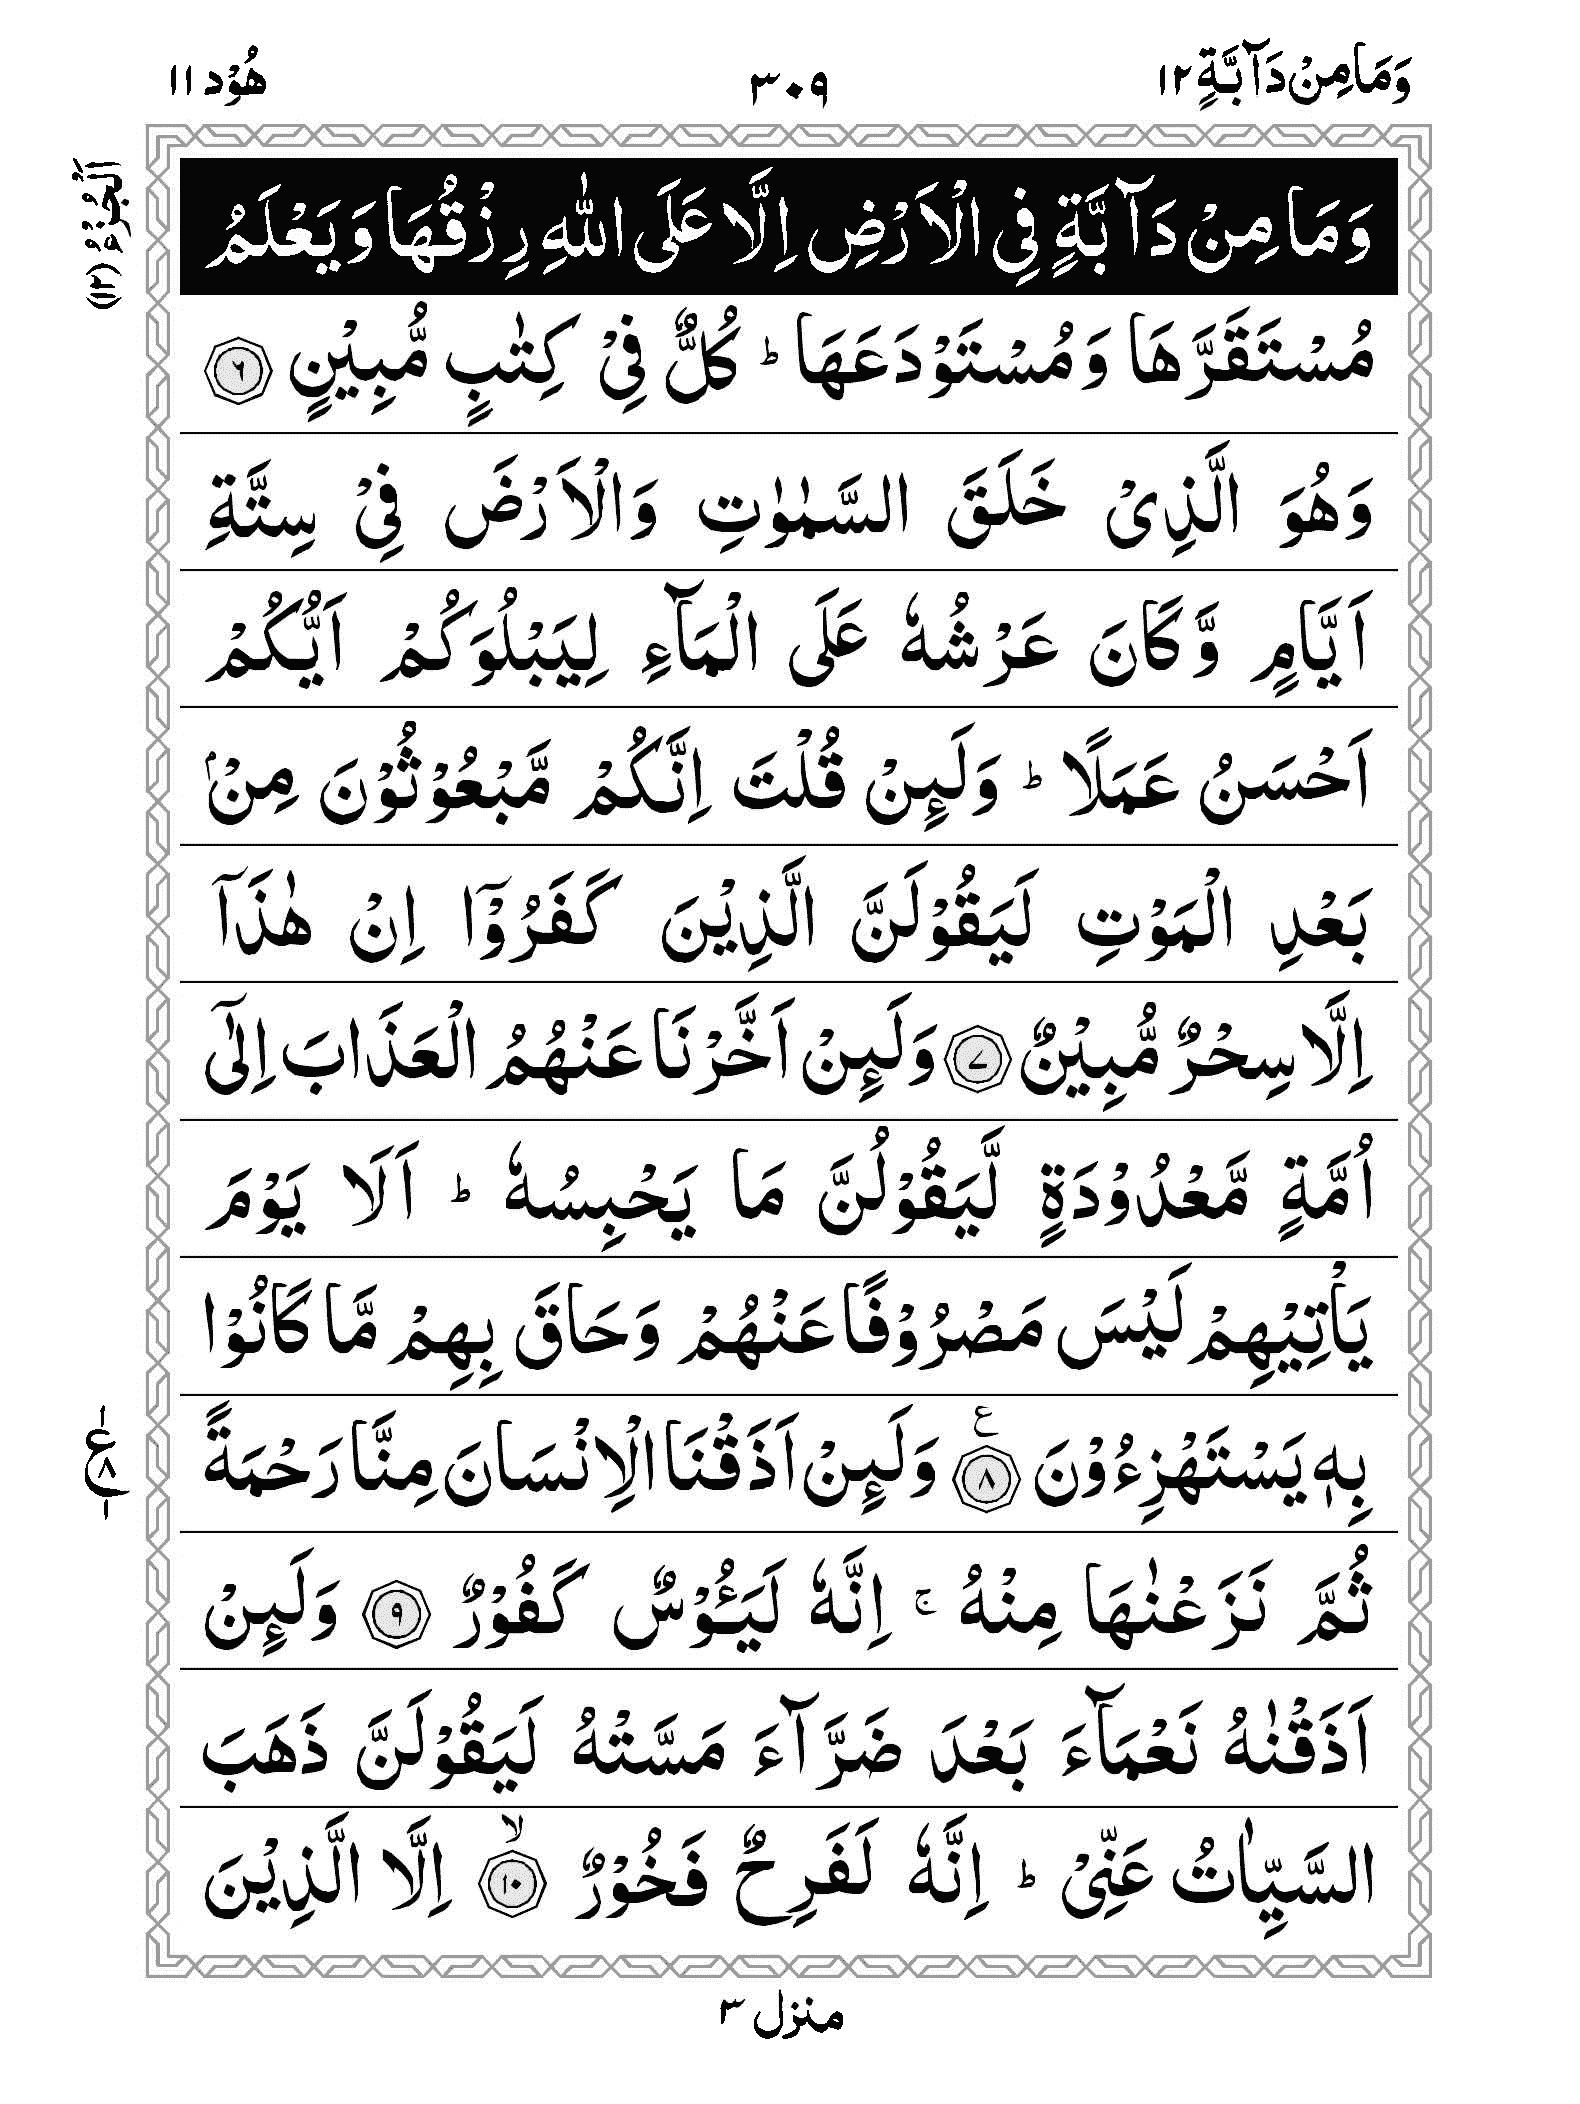 وَمَا مِنْ دَآبَّةٍ ١٢
٣٠٩
هُوْد ١١
اَلْجُزْءُ (١٢)
وَمَا مِنْ دَآبَّةٍ فِي الْاَرْضِ اِلَّا عَلَى اللّٰهِ رِزْقُهَا وَيَعْلَمُ
مُسْتَقَرَّهَا وَمُسْتَوْدَعَهَا ؕ كُلٌّ فِيْ كِتٰبٍ مُّبِيْنٍ ٦
وَهُوَ الَّذِيْ خَلَقَ السَّمٰوٰتِ وَالْاَرْضَ فِيْ سِتَّةِ
اَيَّامٍ وَّكَانَ عَرْشُهٗ عَلَى الْمَآءِ لِيَبْلُوَكُمْ اَيُّكُمْ
اَحْسَنُ عَمَلًا ؕ وَلَىِٕنْ قُلْتَ اِنَّكُمْ مَّبْعُوْثُوْنَ مِنْۢ
بَعْدِ الْمَوْتِ لَيَقُوْلَنَّ الَّذِيْنَ كَفَرُوْۤا اِنْ هٰذَاۤ
اِلَّا سِحْرٌ مُّبِيْنٌ ٧ وَلَىِٕنْ اَخَّرْنَا عَنْهُمُ الْعَذَابَ اِلٰۤى
اُمَّةٍ مَّعْدُوْدَةٍ لَّيَقُوْلُنَّ مَا يَحْبِسُهٗ ؕ اَلَا يَوْمَ
يَاْتِيْهِمْ لَيْسَ مَصْرُوْفًا عَنْهُمْ وَحَاقَ بِهِمْ مَّا كَانُوْا
بِهٖ يَسْتَهْزِءُوْنَ ٨ ع وَلَىِٕنْ اَذَقْنَا الْاِنْسَانَ مِنَّا رَحْمَةً
١ ع ٨
ثُمَّ نَزَعْنٰهَا مِنْهُ ۚ اِنَّهٗ لَيَـُٔوْسٌ كَفُوْرٌ ٩ وَلَىِٕنْ
اَذَقْنٰهُ نَعْمَآءَ بَعْدَ ضَرَّآءَ مَسَّتْهُ لَيَقُوْلَنَّ ذَهَبَ
السَّيِّاٰتُ عَنِّيْ ؕ اِنَّهٗ لَفَرِحٌ فَخُوْرٌ ١٠ ۙ اِلَّا الَّذِيْنَ
منزل ٣